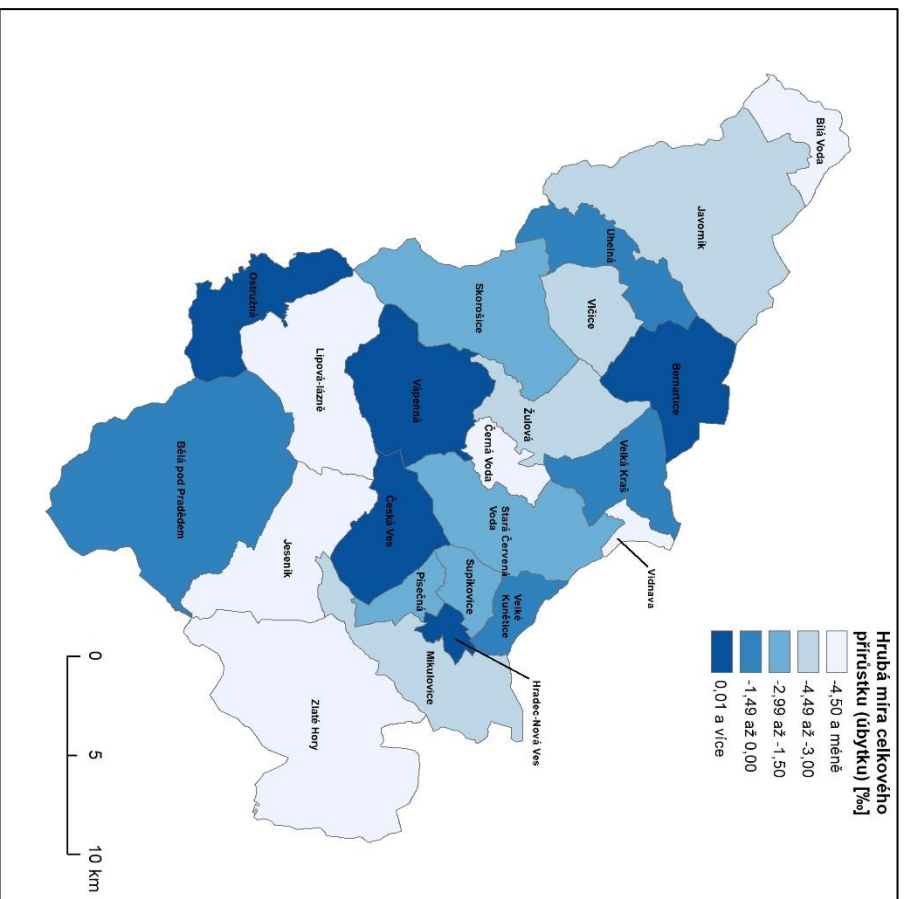 Hrubá míra celkového
přírůstku (úbytku) [‰]
-4,50 a méně
-4,49 až -3,00
-2,99 až -1,50
-1,49 až 0,00
0,01 a více
Bílá Voda
Javorník
Uhelná
Vlčice
Bernartice
Skorošice
Žulová
Velká Kraš
Vidnava
Ostružná
Lipová-lázně
Vápenná
Černá Voda
Stará Červená
Voda
Česká Ves
Supíkovice
Velké
Kunětice
Písečná
Hradec-Nová Ves
Bělá pod Pradědem
Jeseník
Mikulovice
Zlaté Hory
0
5
10 km